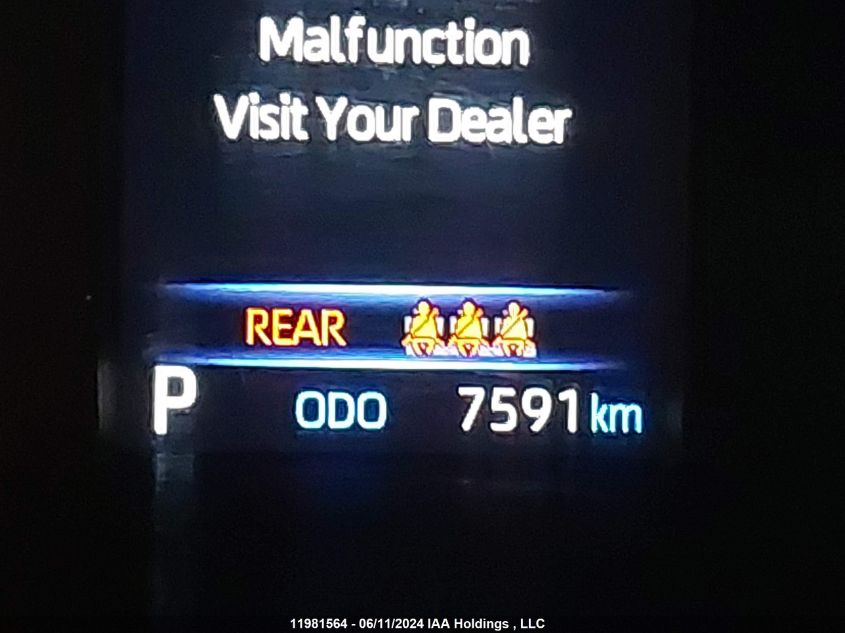 Malfunction
Visit Your Dealer
REAR
P ODO 7591 km
11981564 - 06/11/2024 IAA Holdings , LLC